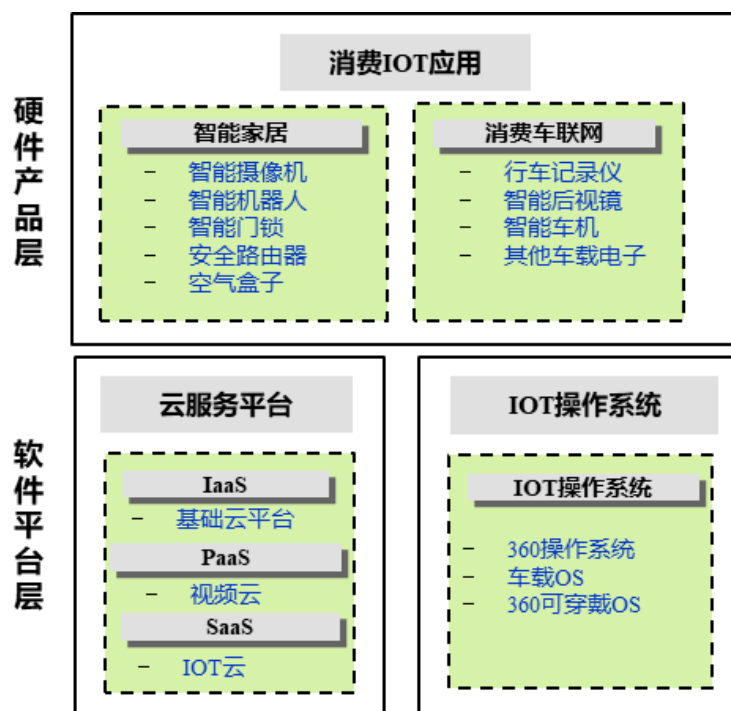 硬件产品层
消费IOT应用
智能家居
- 智能摄像机
- 智能机器人
- 智能门锁
- 安全路由器
- 空气盒子
消费车联网
- 行车记录仪
- 智能后视镜
- 智能车机
- 其他车载电子
软件平台层
云服务平台
IaaS
- 基础云平台
PaaS
- 视频云
SaaS
- IOT云
IOT操作系统
IOT操作系统
- 360操作系统
- 车载OS
- 360可穿戴OS